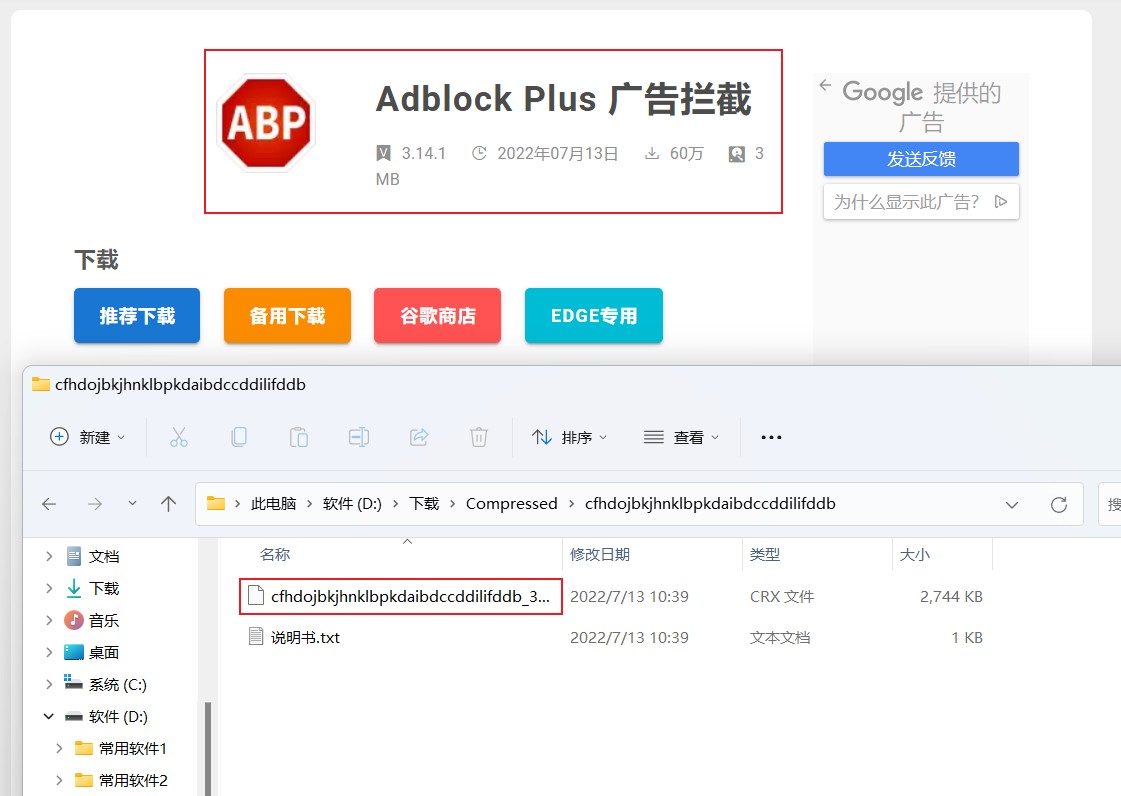 ABP
Adblock Plus 广告拦截
3.14.1 2022年07月13日 60万 3
MB
Google 提供的
广告
发送反馈
为什么显示此广告?
下载
推荐下载 备用下载 谷歌商店 EDGE专用
cfhdojbkjhnklbpkdaibdccddilifddb
新建 排序 查看 ···
此电脑 › 软件 (D:) › 下载 › Compressed › cfhdojbkjhnklbpkdaibdccddilifddb
搜
名称 修改日期 类型 大小
cfhdojbkjhnklbpkdaibdccddilifddb_3... 2022/7/13 10:39 CRX 文件 2,744 KB
说明书.txt 2022/7/13 10:39 文本文档 1 KB
文档
下载
音乐
桌面
系统 (C:)
软件 (D:)
常用软件1
常用软件2